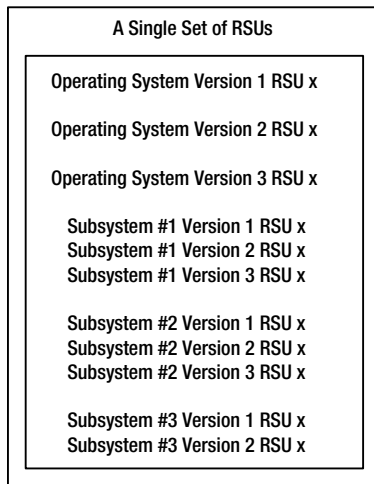 A Single Set of RSUs
Operating System Version 1 RSU x
Operating System Version 2 RSU x
Operating System Version 3 RSU x
Subsystem #1 Version 1 RSU x
Subsystem #1 Version 2 RSU x
Subsystem #1 Version 3 RSU x
Subsystem #2 Version 1 RSU x
Subsystem #2 Version 2 RSU x
Subsystem #2 Version 3 RSU x
Subsystem #3 Version 1 RSU x
Subsystem #3 Version 2 RSU x